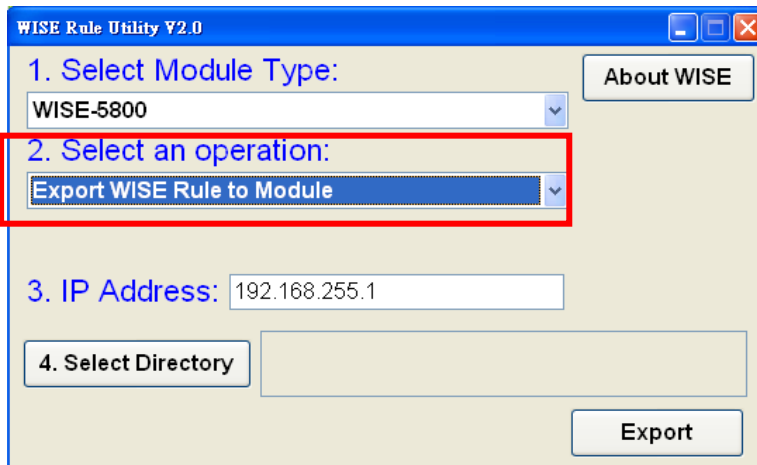 WISE Rule Utility V2.0
1. Select Module Type:
About WISE
WISE-5800
2. Select an operation:
Export WISE Rule to Module
3. IP Address: 192.168.255.1
4. Select Directory
Export